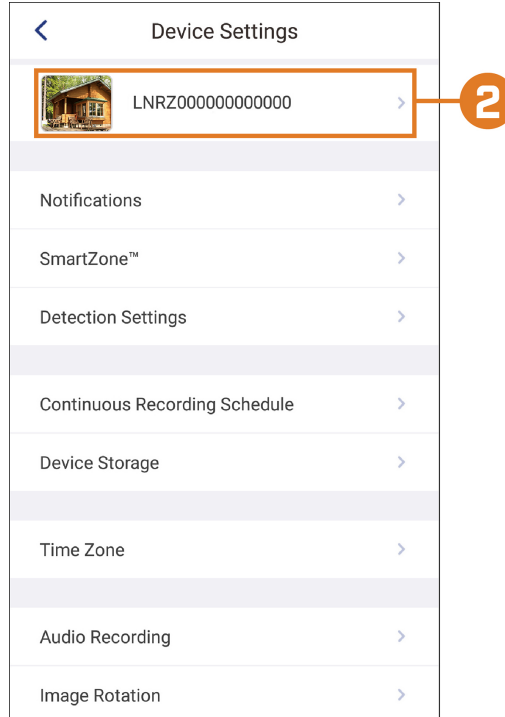 Device Settings
LNRZ000000000000
2
Notifications
SmartZone™
Detection Settings
Continuous Recording Schedule
Device Storage
Time Zone
Audio Recording
Image Rotation